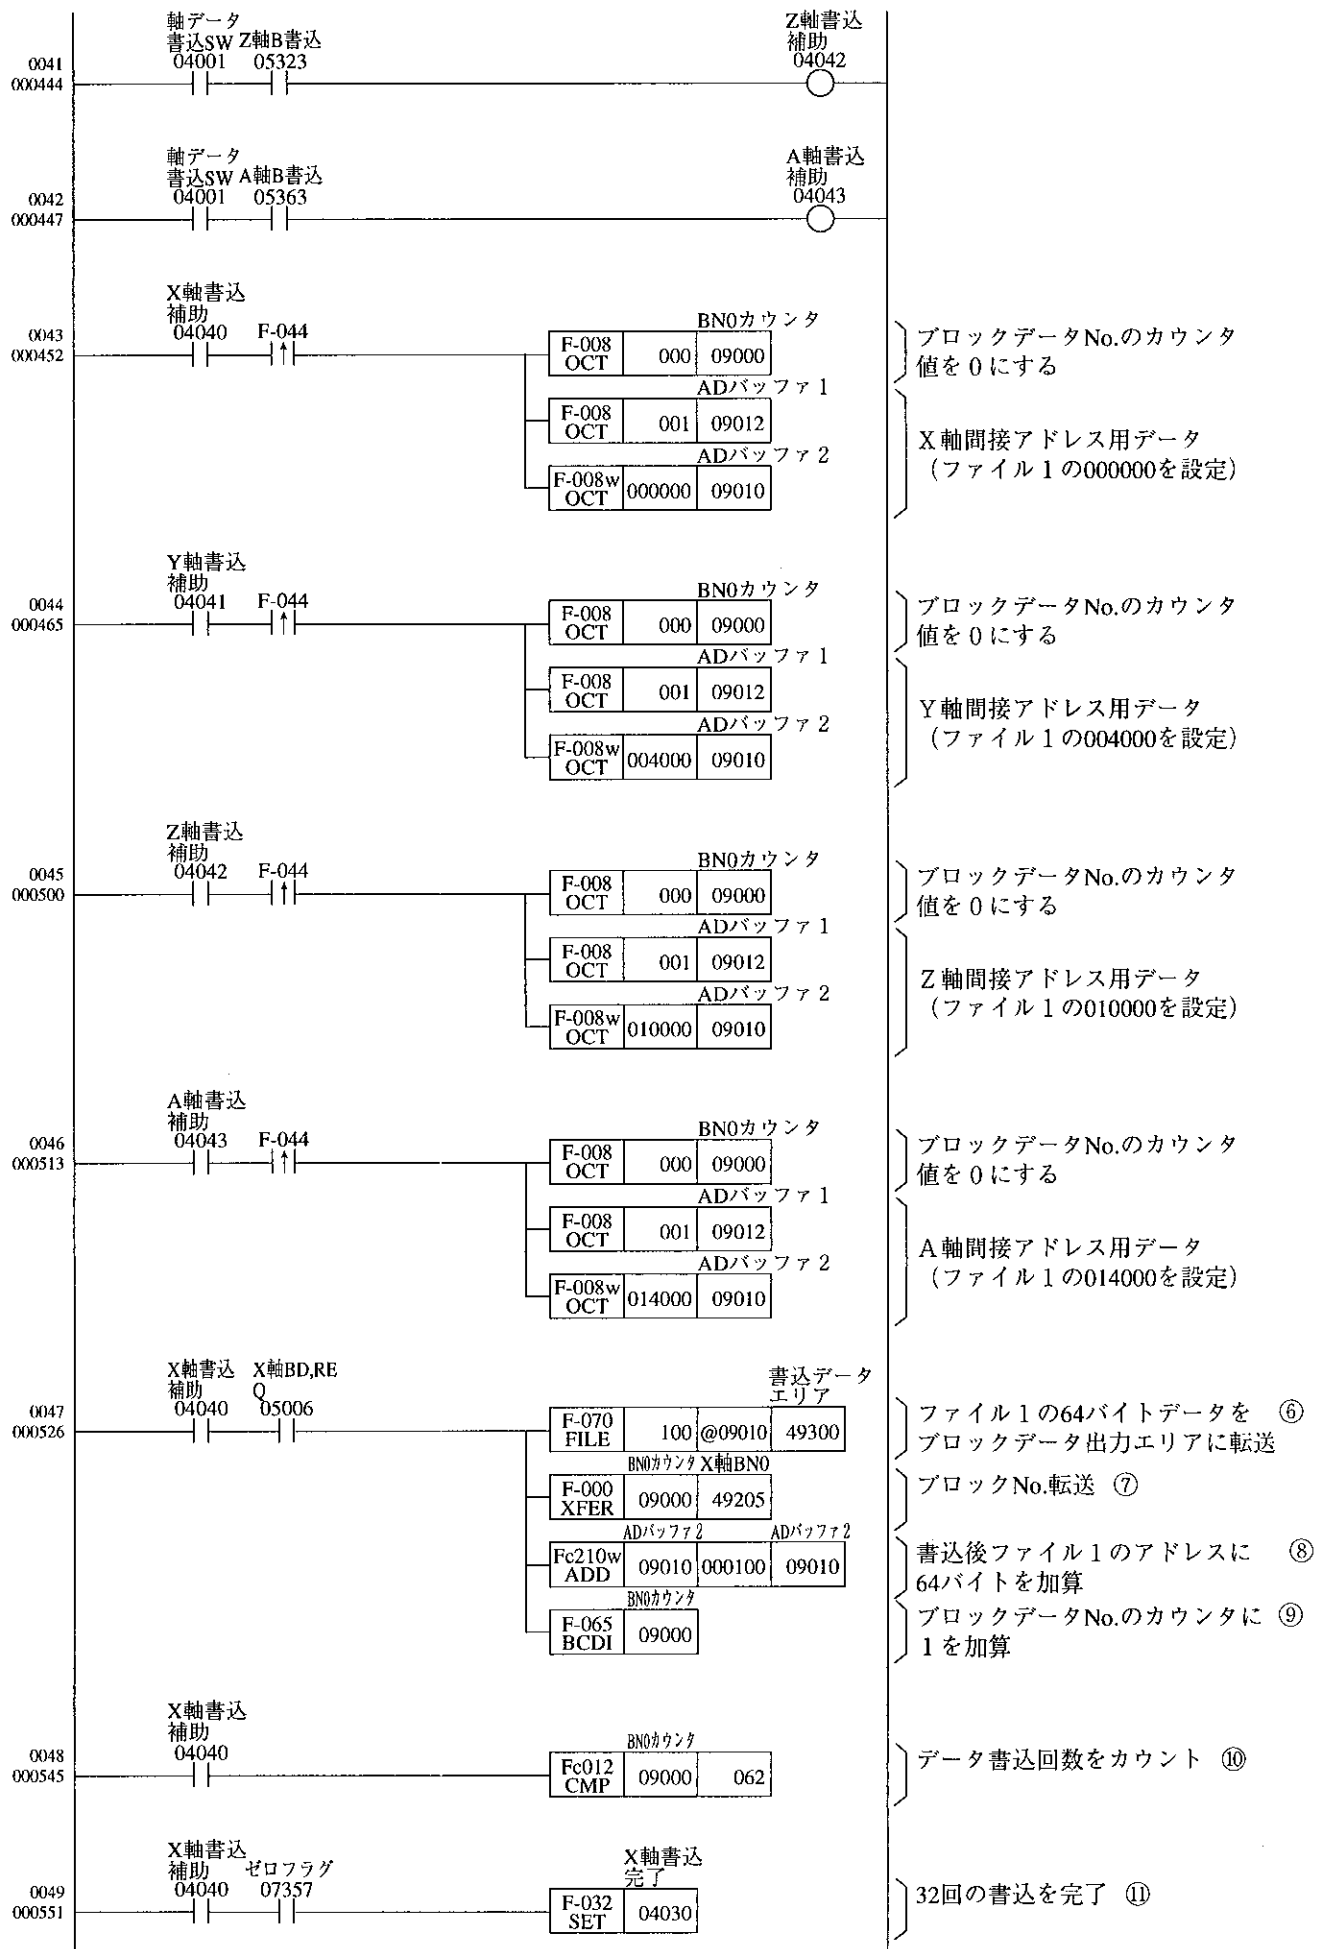 軸データ
書込SW Z軸B書込
0041 04001 05323
000444
Z軸書込
補助
04042
軸データ
書込SW A軸B書込
0042 04001 05363
000447
A軸書込
補助
04043
X軸書込
補助
0043 04040 F-044
000452
BN0カウンタ
F-008 OCT 000 09000
ブロックデータNo.のカウンタ
値を0にする
ADバッファ1
F-008 OCT 001 09012
ADバッファ2
F-008w OCT 000000 09010
X軸間接アドレス用データ
(ファイル1の000000を設定)
Y軸書込
補助
0044 04041 F-044
000465
BN0カウンタ
F-008 OCT 000 09000
ブロックデータNo.のカウンタ
値を0にする
ADバッファ1
F-008 OCT 001 09012
ADバッファ2
F-008w OCT 004000 09010
Y軸間接アドレス用データ
(ファイル1の004000を設定)
Z軸書込
補助
0045 04042 F-044
000500
BN0カウンタ
F-008 OCT 000 09000
ブロックデータNo.のカウンタ
値を0にする
ADバッファ1
F-008 OCT 001 09012
ADバッファ2
F-008w OCT 010000 09010
Z軸間接アドレス用データ
(ファイル1の010000を設定)
A軸書込
補助
0046 04043 F-044
000513
BN0カウンタ
F-008 OCT 000 09000
ブロックデータNo.のカウンタ
値を0にする
ADバッファ1
F-008 OCT 001 09012
ADバッファ2
F-008w OCT 014000 09010
A軸間接アドレス用データ
(ファイル1の014000を設定)
X軸書込 X軸BD,RE
補助 Q
0047 04040 05006
000526
書込データ
エリア
F-070 FILE 100 @09010 49300
ファイル1の64バイトデータを ⑥
ブロックデータ出力エリアに転送
BN0カウンタ X軸BN0
F-000 XFER 09000 49205
ブロックNo.転送 ⑦
ADバッファ2 ADバッファ2
Fc210w ADD 09010 000100 09010
書込後ファイル1のアドレスに ⑧
64バイトを加算
BN0カウンタ
F-065 BCDI 09000
ブロックデータNo.のカウンタに ⑨
1を加算
X軸書込
補助
0048 04040
000545
BN0カウンタ
Fc012 CMP 09000 062
データ書込回数をカウント ⑩
X軸書込
補助 ゼロフラグ
0049 04040 07357
000551
X軸書込
完了
F-032 SET 04030
32回の書込を完了 ⑪